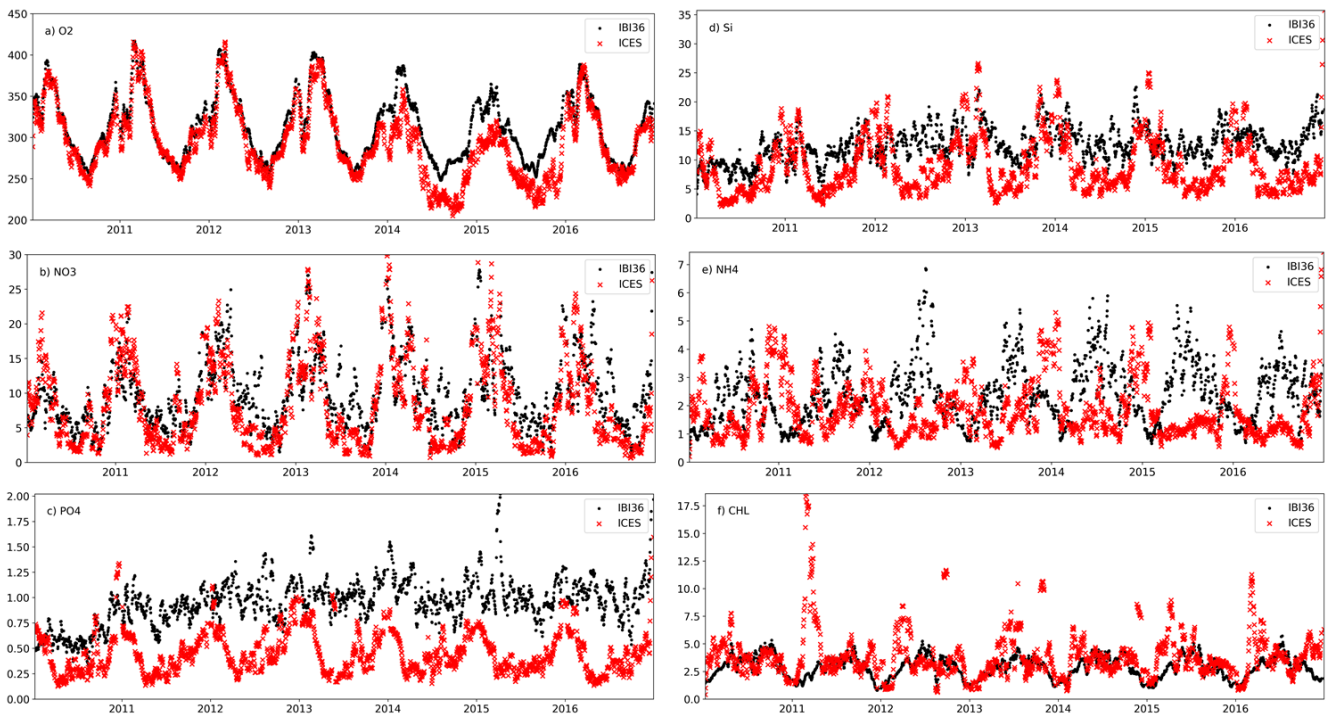 a) O2
IBI36
ICES
450
400
350
300
250
200
2011 2012 2013 2014 2015 2016
d) Si
IBI36
ICES
35
30
25
20
15
10
5
0
2011 2012 2013 2014 2015 2016
b) NO3
IBI36
ICES
30
25
20
15
10
5
0
2011 2012 2013 2014 2015 2016
e) NH4
IBI36
ICES
7
6
5
4
3
2
1
0
2011 2012 2013 2014 2015 2016
c) PO4
IBI36
ICES
2.00
1.75
1.50
1.25
1.00
0.75
0.50
0.25
0.00
2011 2012 2013 2014 2015 2016
f) CHL
IBI36
ICES
17.5
15.0
12.5
10.0
7.5
5.0
2.5
0.0
2011 2012 2013 2014 2015 2016